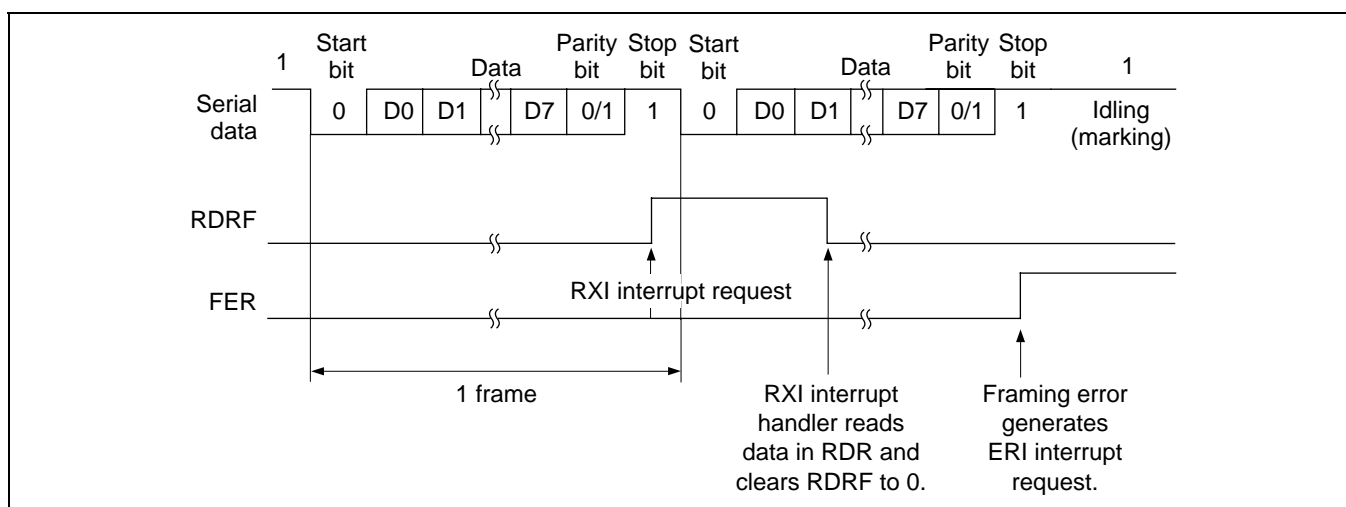 1 Start bit Data Parity bit Stop bit Start bit Data Parity bit Stop bit 1
Serial data 0 D0 D1 D7 0/1 1 0 D0 D1 D7 0/1 1 Idling (marking)
RDRF
RXI interrupt request
FER
1 frame
RXI interrupt
handler reads
data in RDR and
clears RDRF to 0.
Framing error
generates
ERI interrupt
request.